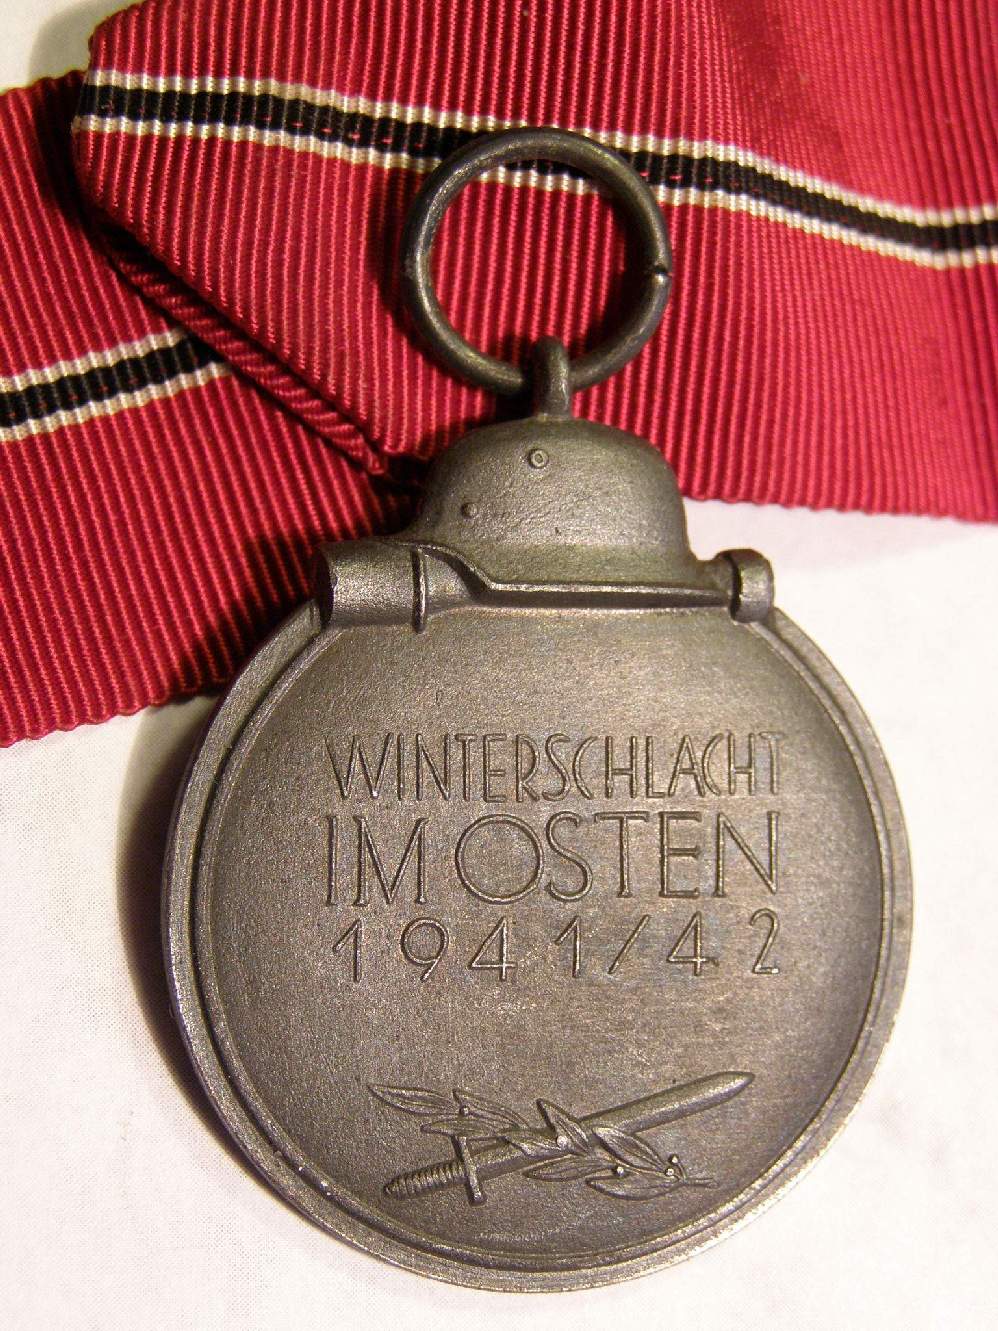 WINTERSCHLACHT
IM OSTEN
1941/42